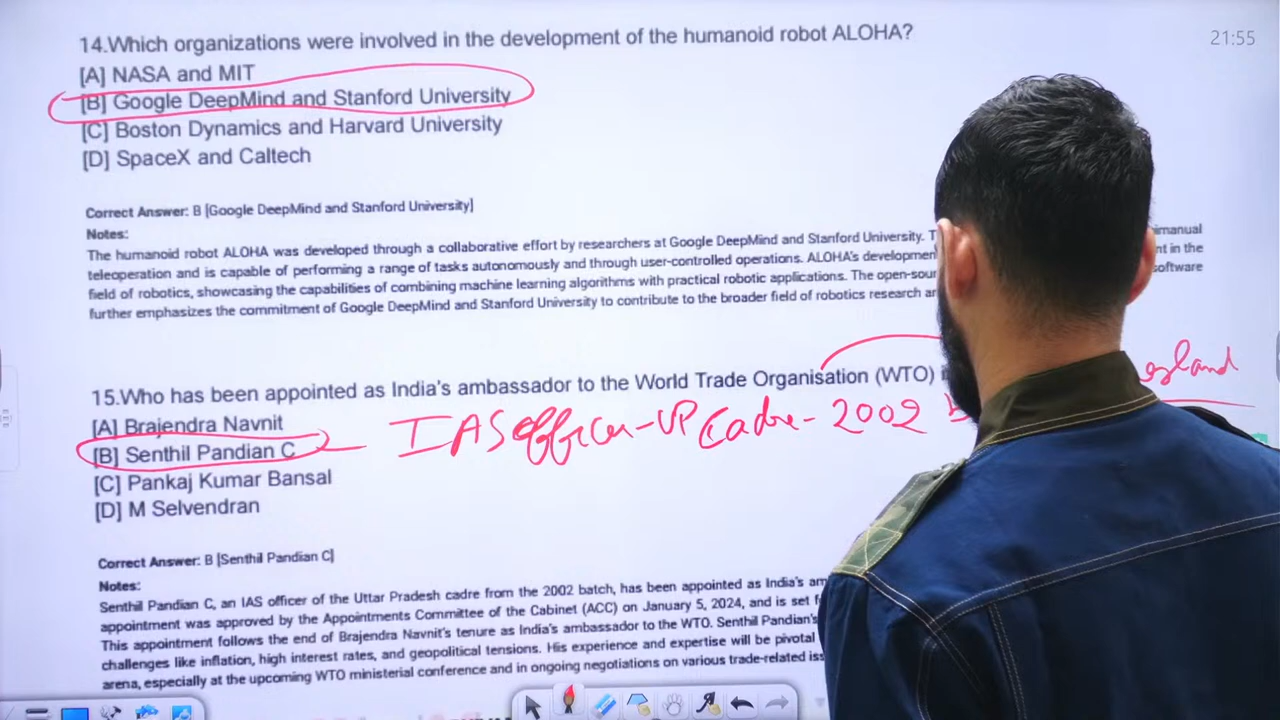 21:55
14.Which organizations were involved in the development of the humanoid robot ALOHA?
[A] NASA and MIT
[B] Google DeepMind and Stanford University
[C] Boston Dynamics and Harvard University
[D] SpaceX and Caltech
Correct Answer: B [Google DeepMind and Stanford University]
Notes:
The humanoid robot ALOHA was developed through a collaborative effort by researchers at Google DeepMind and Stanford University. imanual
teleoperation and is capable of performing a range of tasks autonomously and through user-controlled operations. ALOHA's in the
field of robotics, showcasing the capabilities of combining machine learning algorithms with practical robotic applications. The software
further emphasizes the commitment of Google DeepMind and Stanford University to contribute to the broader field of robotics research
15.Who has been appointed as India's ambassador to the World Trade Organisation (WTO)
[A] Brajendra Navnit
[B] Senthil Pandian C
IAS officer-UP Cadre-2002
[C] Pankaj Kumar Bansal
[D] M Selvendran
Correct Answer: B [Senthil Pandian C]
Notes:
Senthil Pandian C, an IAS officer of the Uttar Pradesh cadre from the 2002 batch, has been appointed as India's
appointment was approved by the Appointments Committee of the Cabinet (ACC) on January 5, 2024, and is set
This appointment follows the end of Brajendra Navnit's tenure as India's ambassador to the WTO. Senthil Pandian's
challenges like inflation, high interest rates, and geopolitical tensions. His experience and expertise will be pivotal
arena, especially at the upcoming WTO ministerial conference and in ongoing negotiations on various trade-related